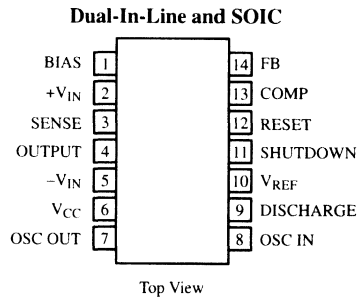 Dual-In-Line and SOIC
BIAS 1 14 FB
+VIN 2 13 COMP
SENSE 3 12 RESET
OUTPUT 4 11 SHUTDOWN
−VIN 5 10 VREF
VCC 6 9 DISCHARGE
OSC OUT 7 8 OSC IN
Top View